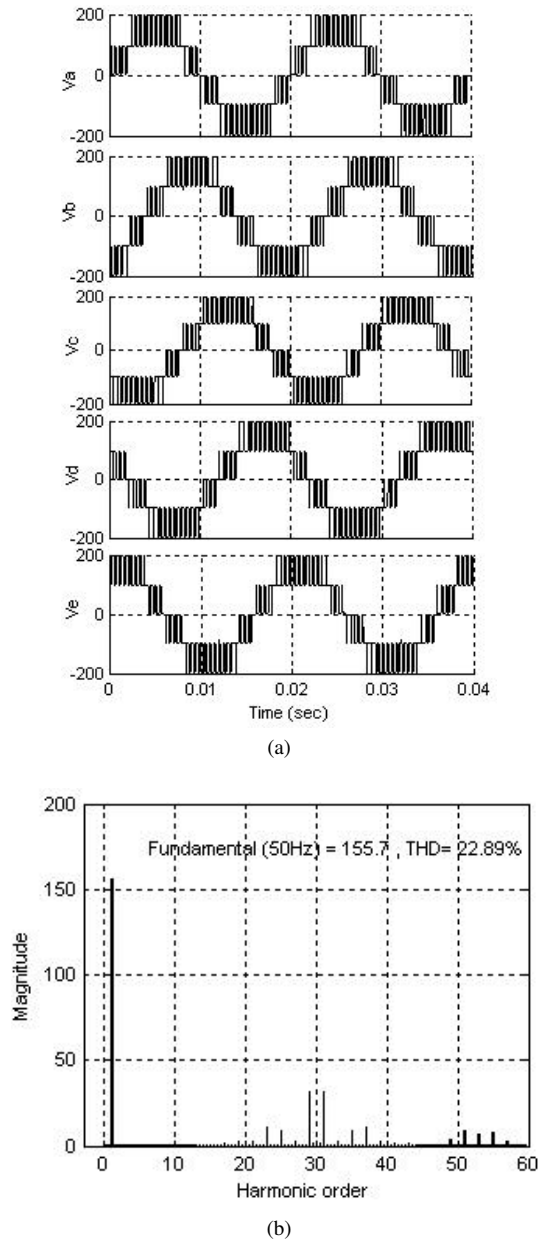 200
0
-200
Va
200
0
-200
Vb
200
0
-200
Vc
200
0
-200
Vd
200
0
-200
Ve
0 0.01 0.02 0.03 0.04
Time (sec)
(a)
200
150
100
50
0
Magnitude
Fundamental (50Hz) = 155.7 , THD= 22.89%
0 10 20 30 40 50 60
Harmonic order
(b)